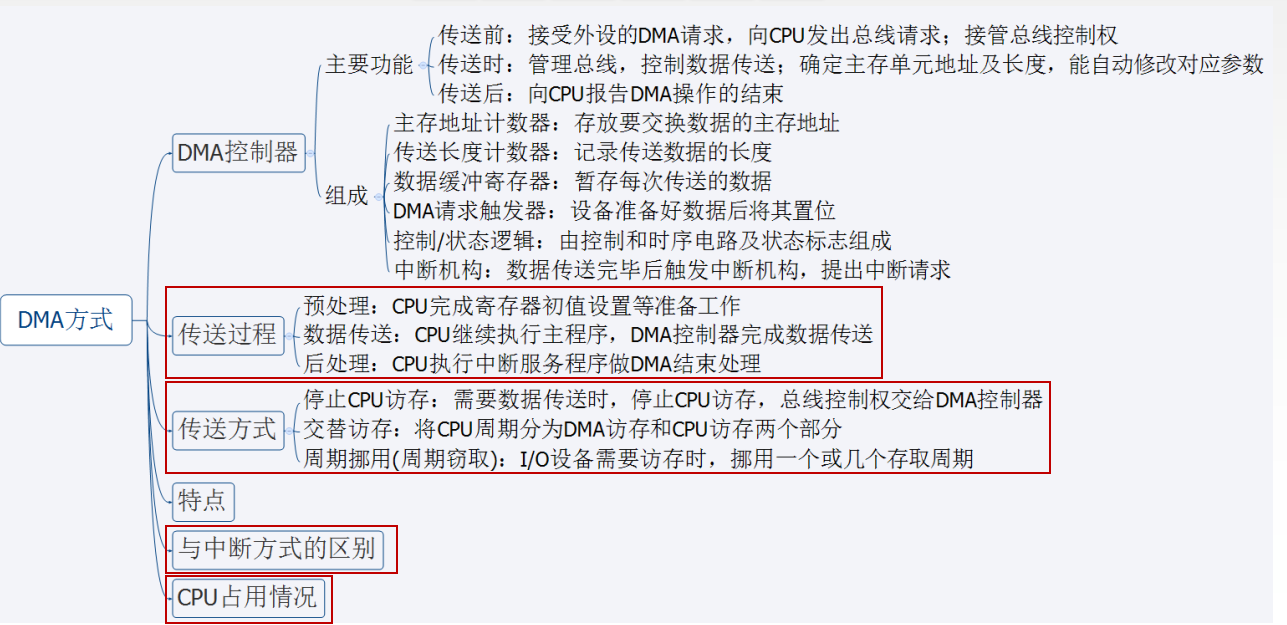 DMA方式
DMA控制器
主要功能
传送前：接受外设的DMA请求，向CPU发出总线请求；接管总线控制权
传送时：管理总线，控制数据传送；确定主存单元地址及长度，能自动修改对应参数
传送后：向CPU报告DMA操作的结束
组成
主存地址计数器：存放要交换数据的主存地址
传送长度计数器：记录传送数据的长度
数据缓冲寄存器：暂存每次传送的数据
DMA请求触发器：设备准备好数据后将其置位
控制/状态逻辑：由控制和时序电路及状态标志组成
中断机构：数据传送完毕后触发中断机构，提出中断请求
传送过程
预处理：CPU完成寄存器初值设置等准备工作
数据传送：CPU继续执行主程序，DMA控制器完成数据传送
后处理：CPU执行中断服务程序做DMA结束处理
传送方式
停止CPU访存：需要数据传送时，停止CPU访存，总线控制权交给DMA控制器
交替访存：将CPU周期分为DMA访存和CPU访存两个部分
周期挪用(周期窃取)：I/O设备需要访存时，挪用一个或几个存取周期
特点
与中断方式的区别
CPU占用情况